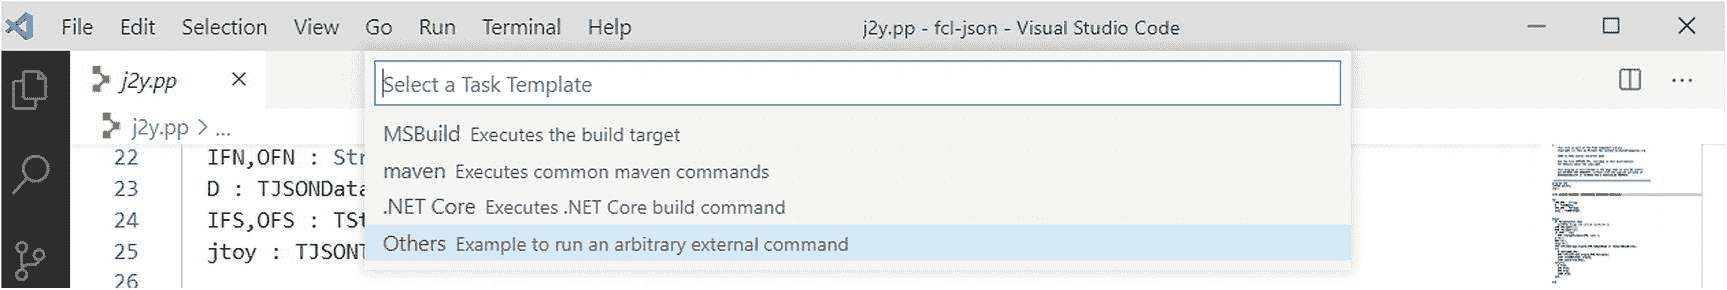 File Edit Selection View Go Run Terminal Help j2y.pp - fcl-json - Visual Studio Code
j2y.pp
Select a Task Template
j2y.pp > ...
MSBuild Executes the build target
22 IFN,OFN : Str
maven Executes common maven commands
23 D : TJSONData
.NET Core Executes .NET Core build command
24 IFS,OFS : TSt
Others Example to run an arbitrary external command
25 jtoy : TJSONT
26